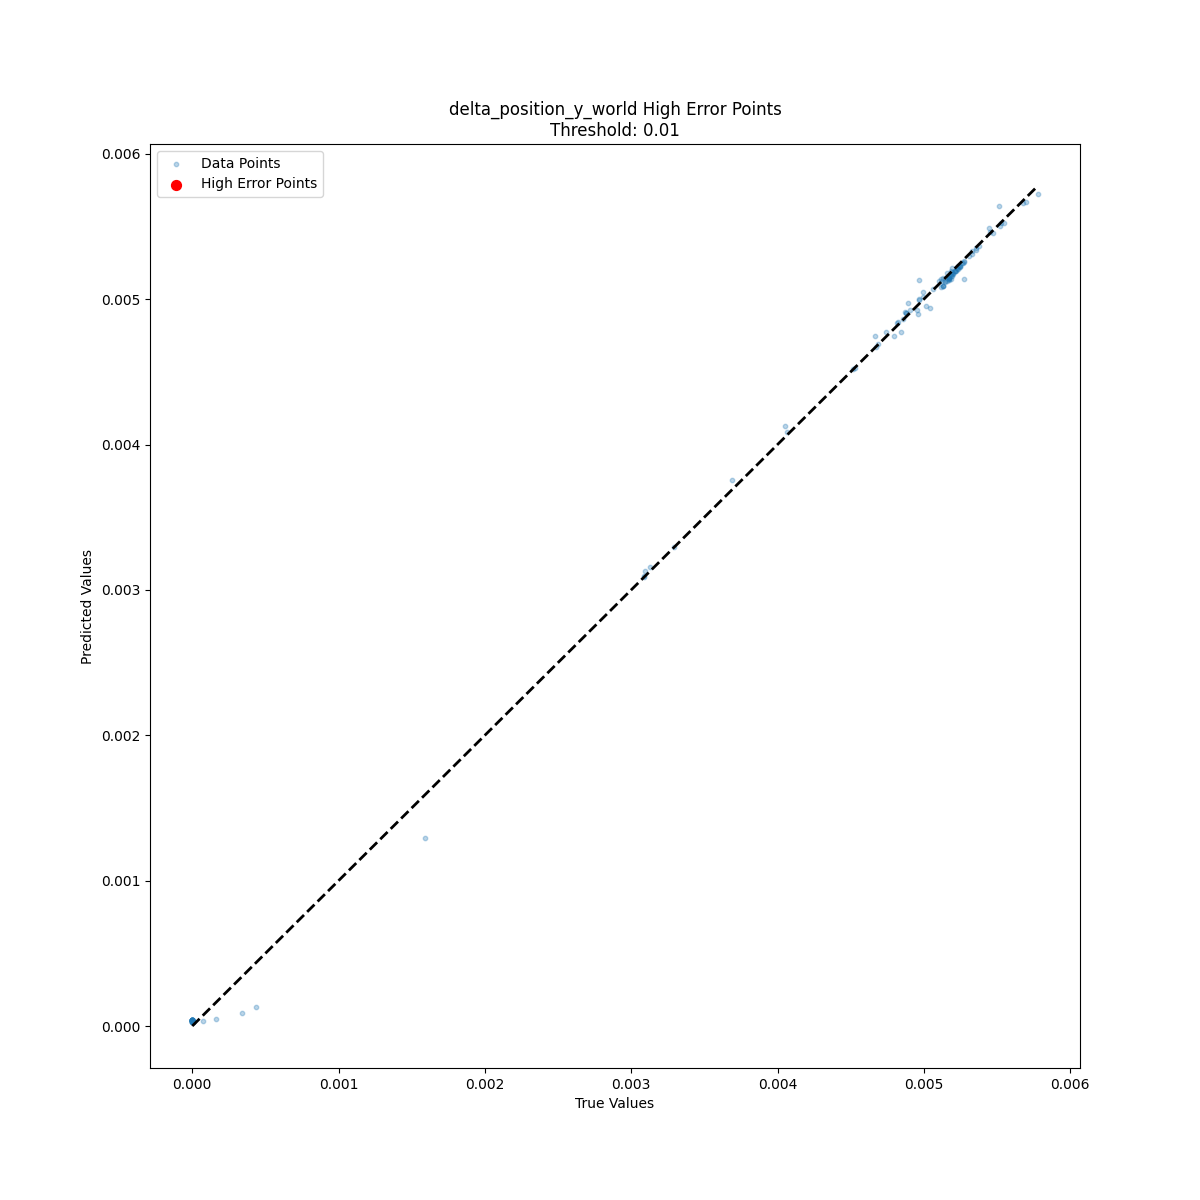 delta_position_y_world High Error Points
Threshold: 0.01
Data Points
High Error Points
0.006
0.005
0.004
0.003
0.002
0.001
0.000
Predicted Values
0.000 0.001 0.002 0.003 0.004 0.005 0.006
True Values